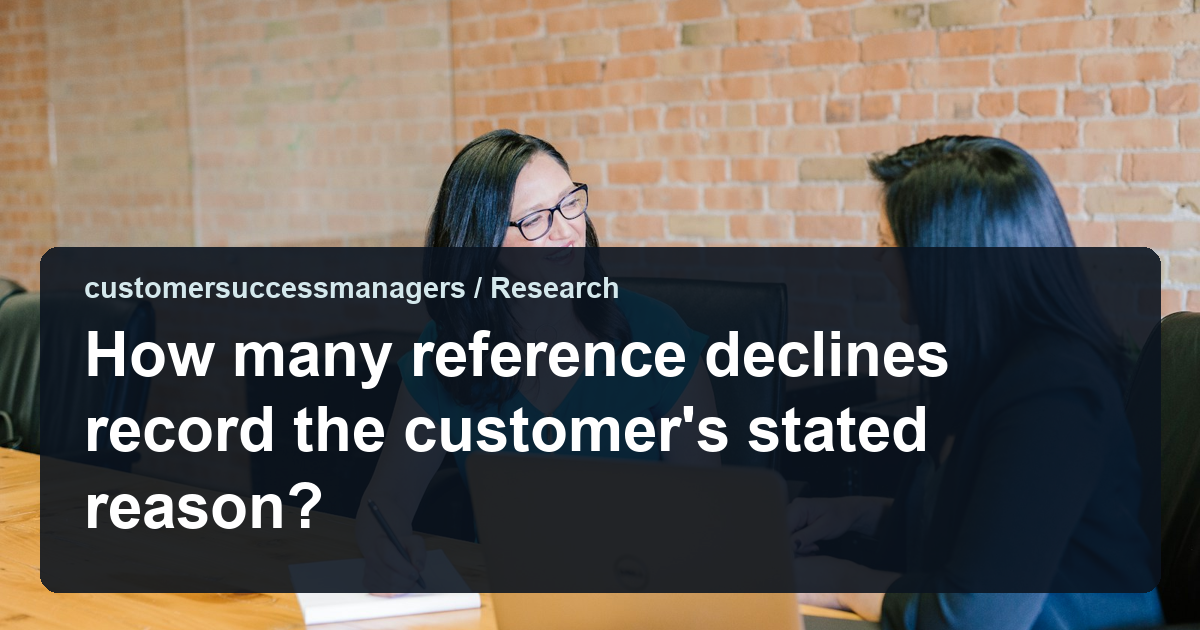 customersuccessmanagers / Research
How many reference declines
record the customer's stated
reason?